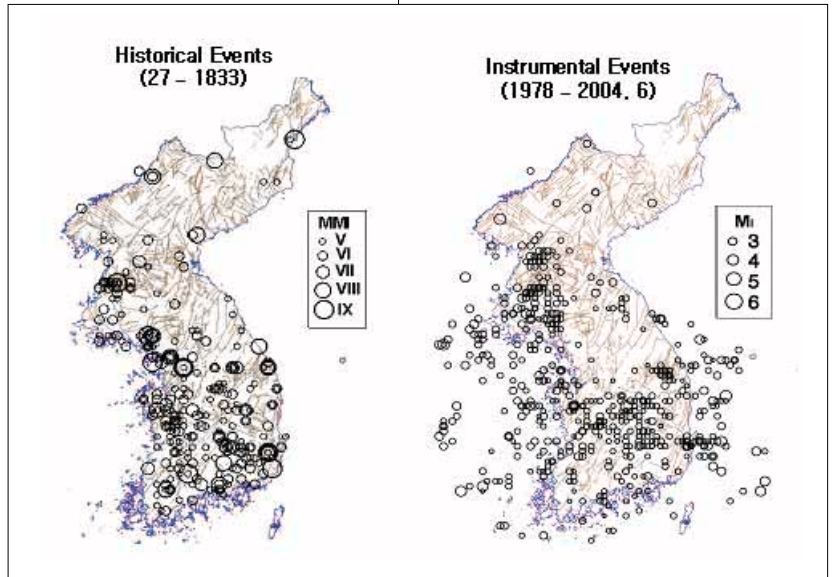 Historical Events
(27 – 1833)
MMI
V
VI
VII
VIII
IX
Instrumental Events
(1978 – 2004. 6)
Ml
3
4
5
6